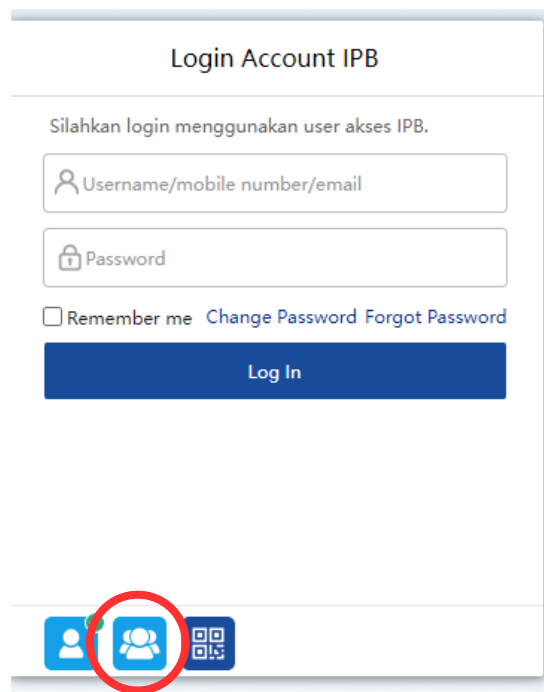 Login Account IPB
Silahkan login menggunakan user akses IPB.
Username/mobile number/email
Password
Remember me Change Password Forgot Password
Log In